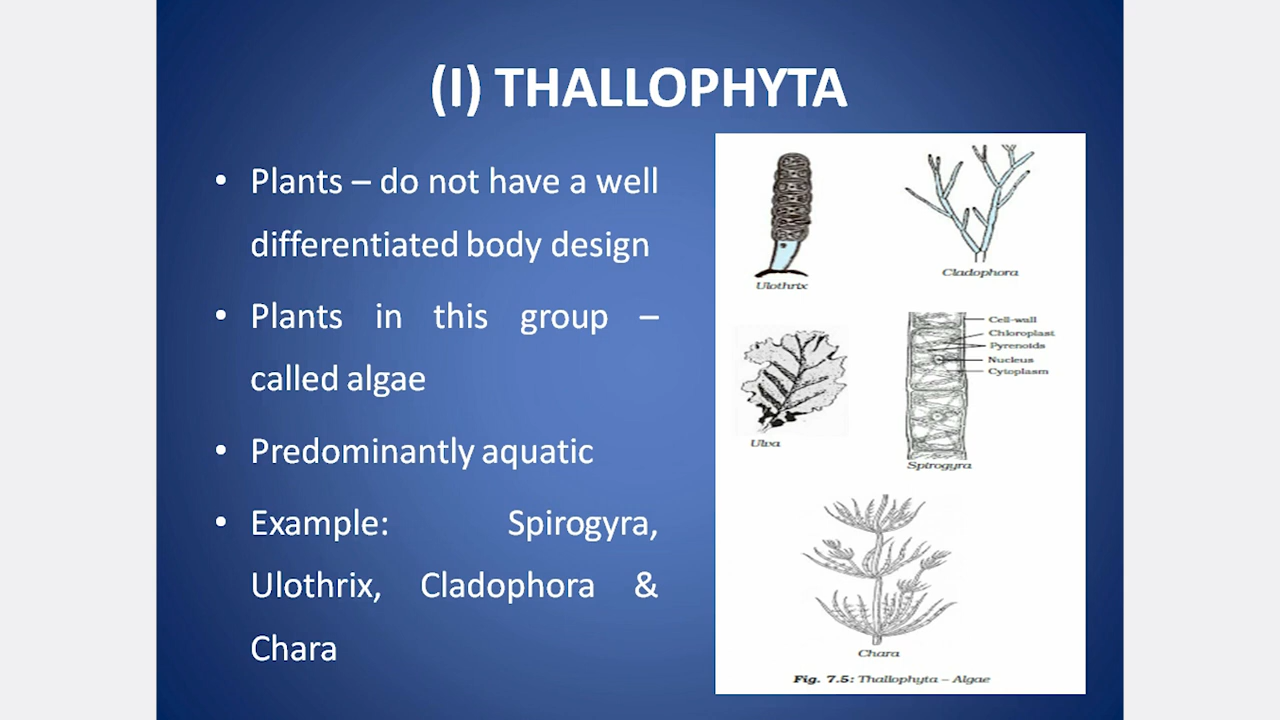 (I) THALLOPHYTA
• Plants – do not have a well
differentiated body design
• Plants in this group –
called algae
• Predominantly aquatic
• Example: Spirogyra,
Ulothrix, Cladophora &
Chara
Ulothrix
Cladophora
Cell-wall
Chloroplast
Pyrenoids
Nucleus
Cytoplasm
Ulva
Spirogyra
Chara
Fig. 7.5: Thallophyta – Algae